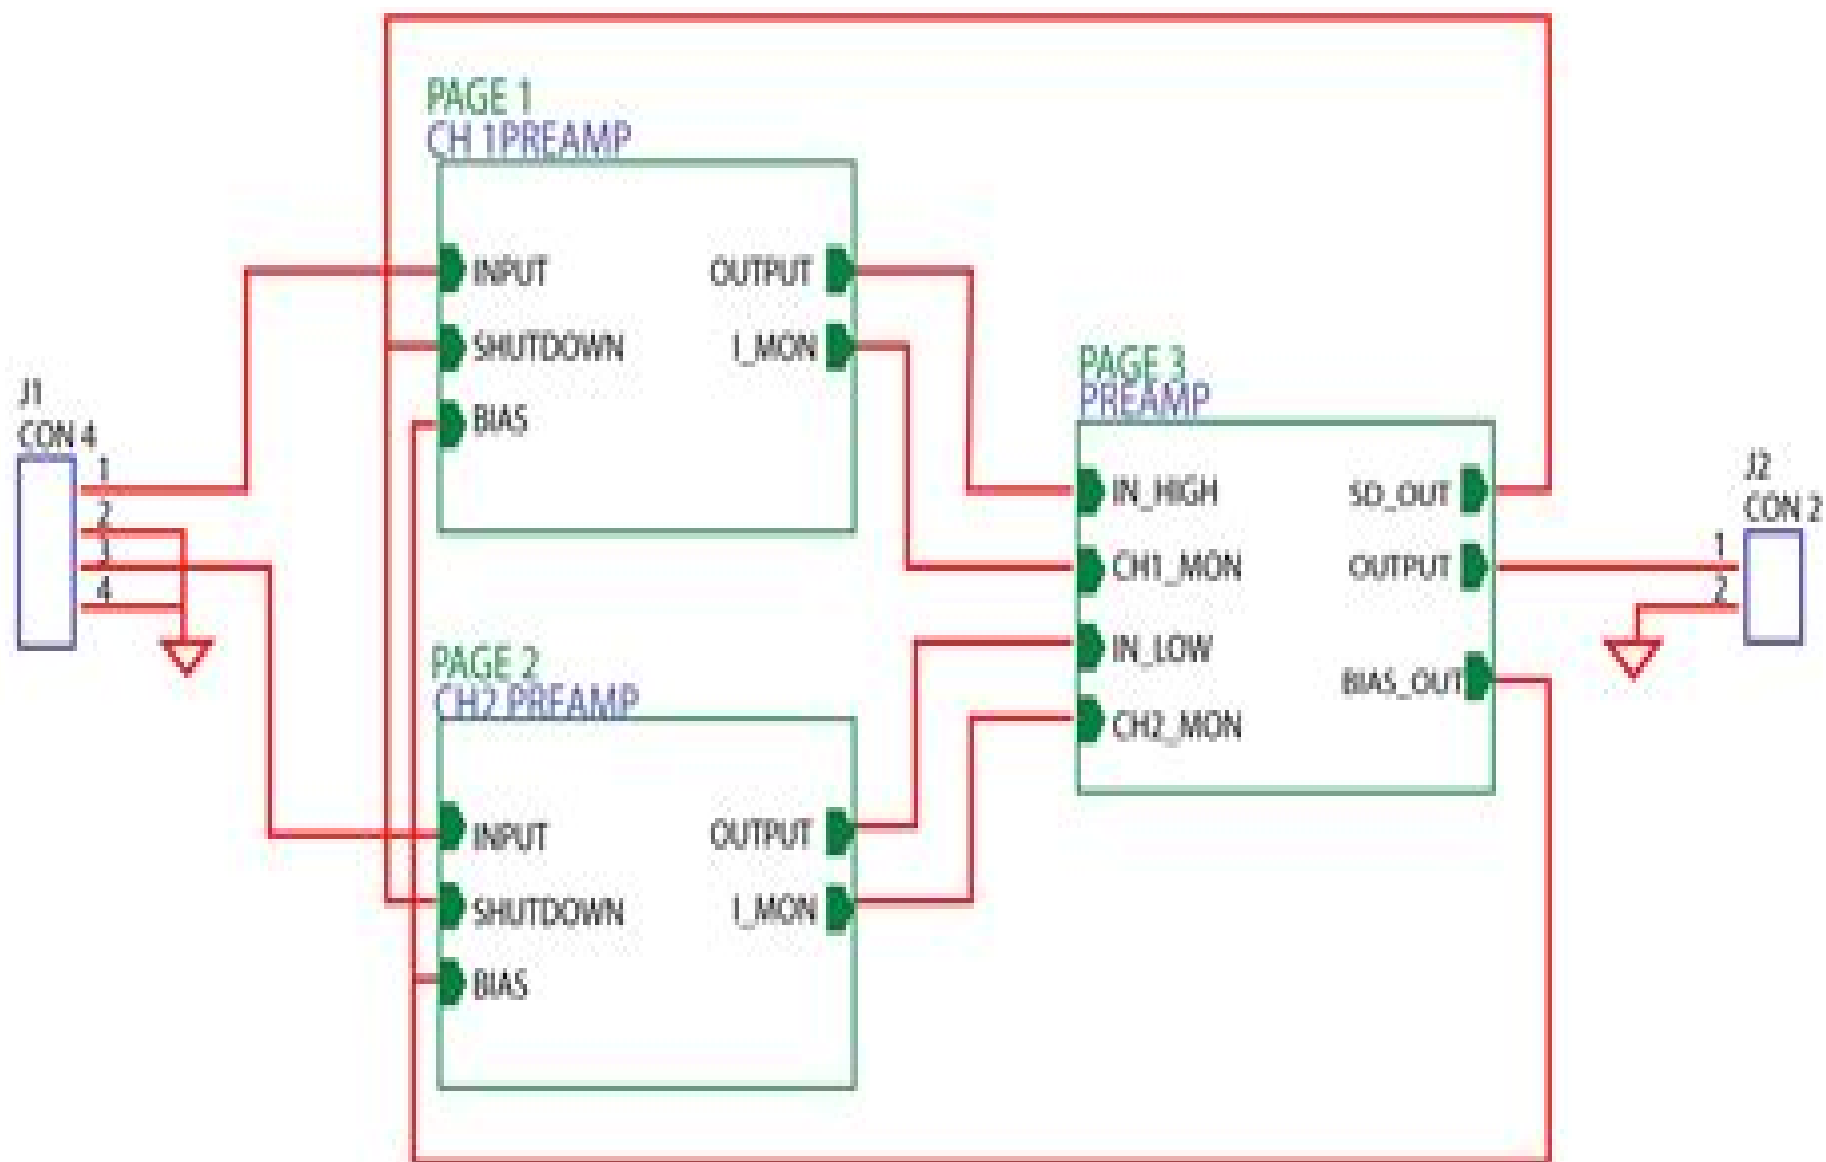 PAGE 1
CH 1PREAMP
INPUT
OUTPUT
SHUTDOWN
I_MON
BIAS
J1
CON 4
1
2
3
4
PAGE 3
PREAMP
IN_HIGH
SD_OUT
CH1_MON
OUTPUT
IN_LOW
BIAS_OUT
CH2_MON
J2
CON 2
1
2
PAGE 2
CH2 PREAMP
INPUT
OUTPUT
SHUTDOWN
I_MON
BIAS